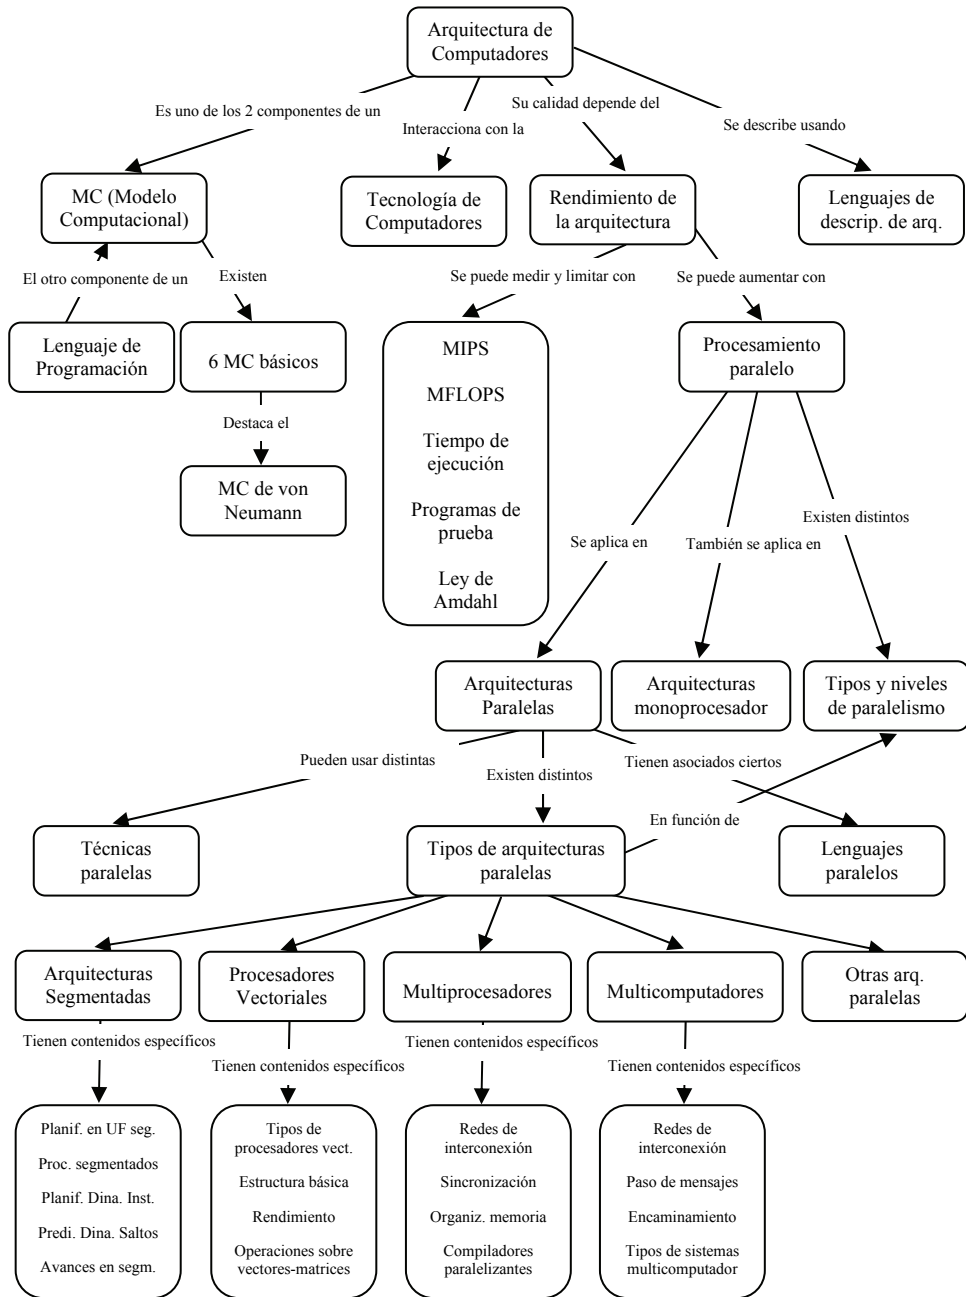 Arquitectura de
Computadores
Es uno de los 2 componentes de un
Interacciona con la
Su calidad depende del
Se describe usando
MC (Modelo
Computacional)
Tecnología de
Computadores
Rendimiento de
la arquitectura
Lenguajes de
descrip. de arq.
El otro componente de un
Existen
Se puede medir y limitar con
Se puede aumentar con
Lenguaje de
Programación
6 MC básicos
MIPS
MFLOPS
Tiempo de
ejecución
Programas de
prueba
Ley de
Amdahl
Procesamiento
paralelo
Destaca el
MC de von
Neumann
Se aplica en
También se aplica en
Existen distintos
Arquitecturas
Paralelas
Arquitecturas
monoprocesador
Tipos y niveles
de paralelismo
Pueden usar distintas
Existen distintos
Tienen asociados ciertos
En función de
Técnicas
paralelas
Tipos de arquitecturas
paralelas
Lenguajes
paralelos
Arquitecturas
Segmentadas
Procesadores
Vectoriales
Multiprocesadores
Multicomputadores
Otras arq.
paralelas
Tienen contenidos específicos
Tienen contenidos específicos
Tienen contenidos específicos
Tienen contenidos específicos
Planif. en UF seg.
Proc. segmentados
Planif. Dina. Inst.
Predi. Dina. Saltos
Avances en segm.
Tipos de
procesadores vect.
Estructura básica
Rendimiento
Operaciones sobre
vectores-matrices
Redes de
interconexión
Sincronización
Organiz. memoria
Compiladores
paralelizantes
Redes de
interconexión
Paso de mensajes
Encaminamiento
Tipos de sistemas
multicomputador